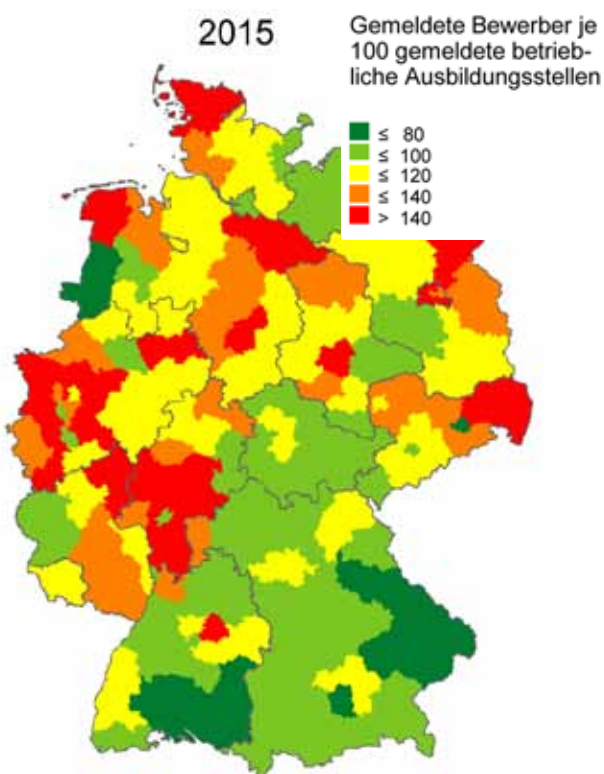 2015
Gemeldete Bewerber je
100 gemeldete betrieb-
liche Ausbildungsstellen
≤ 80
≤ 100
≤ 120
≤ 140
> 140